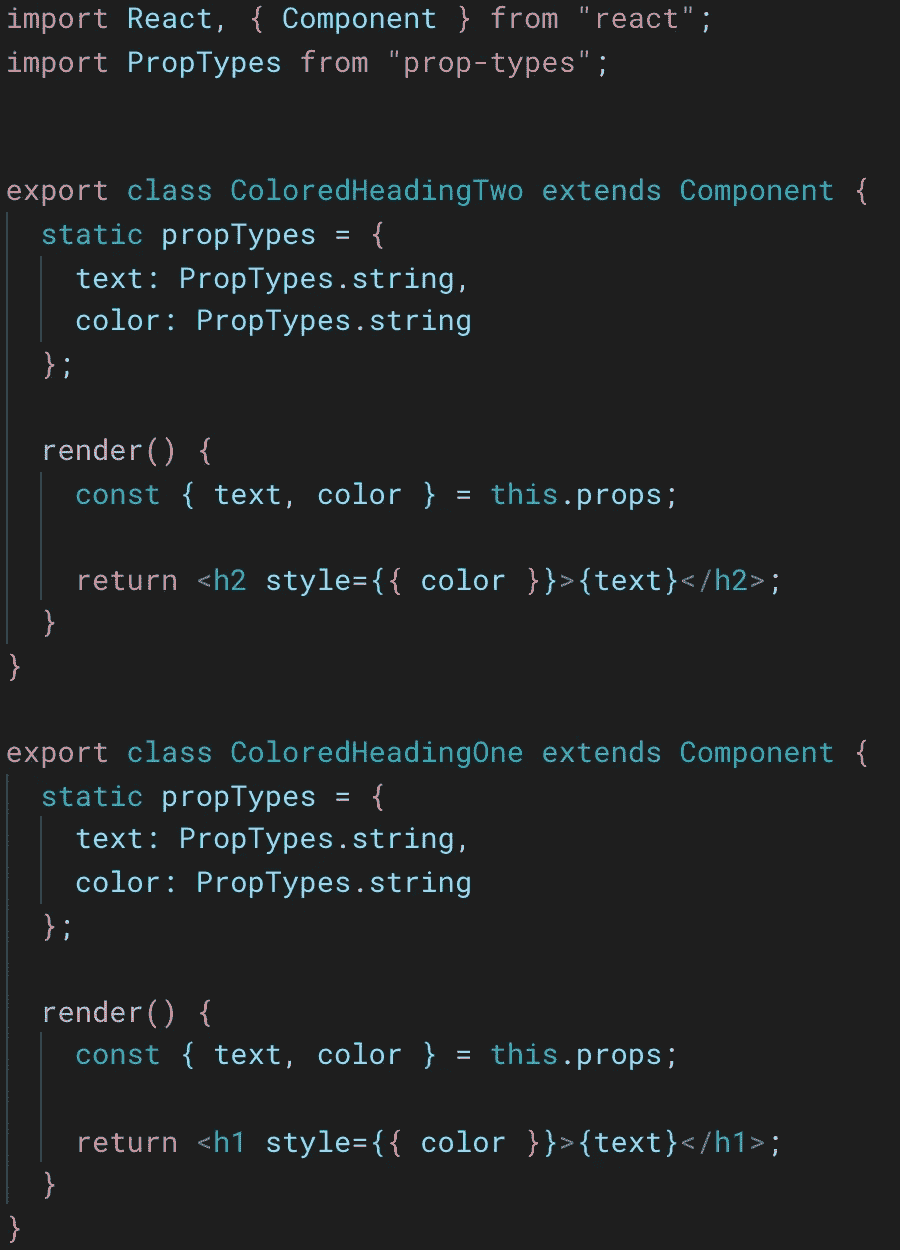 import React, { Component } from "react";
import PropTypes from "prop-types";
export class ColoredHeadingTwo extends Component {
static propTypes = {
text: PropTypes.string,
color: PropTypes.string
};
render() {
const { text, color } = this.props;
return <h2 style={{ color }}>{text}</h2>;
}
}
export class ColoredHeadingOne extends Component {
static propTypes = {
text: PropTypes.string,
color: PropTypes.string
};
render() {
const { text, color } = this.props;
return <h1 style={{ color }}>{text}</h1>;
}
}